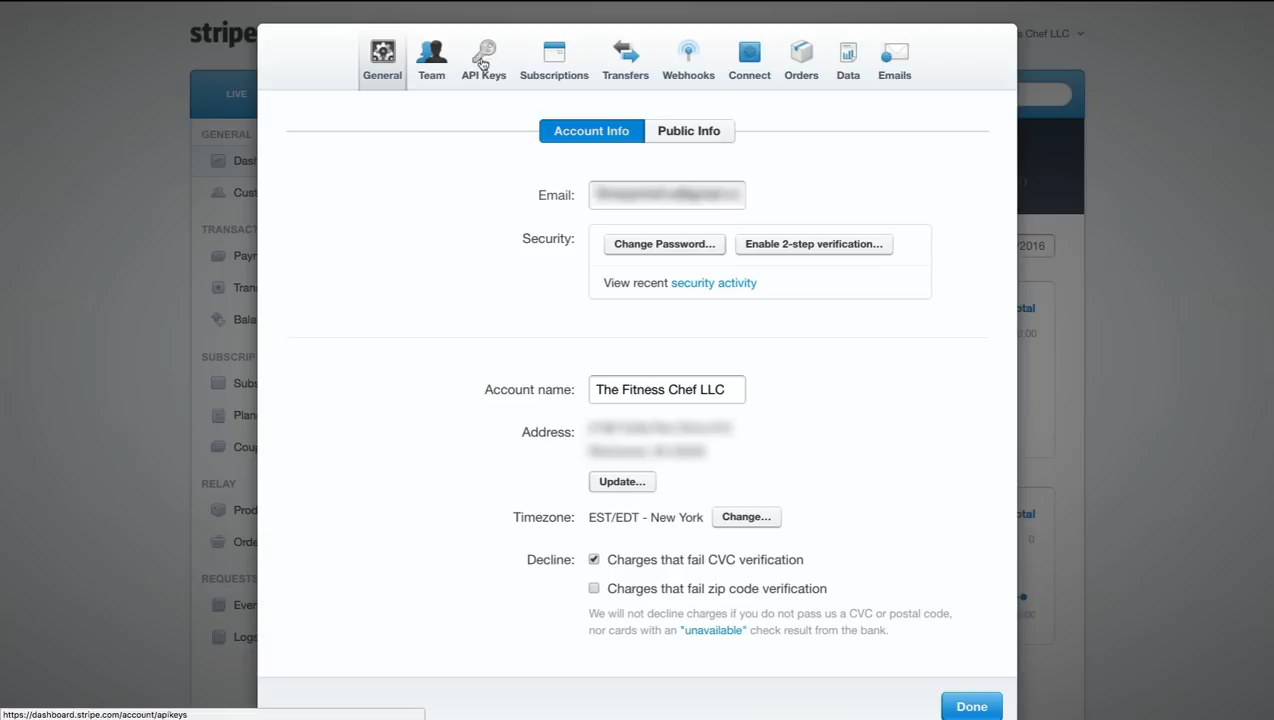 stripe
s Chef LLC
General
Team
API Keys
Subscriptions
Transfers
Webhooks
Connect
Orders
Data
Emails
LIVE
GENERAL
Dash
Cust
TRANSACT
Paym
Trans
Bala
SUBSCRIPT
Subs
Plan
Coup
RELAY
Prod
Orde
REQUESTS
Even
Logs
Account Info
Public Info
Email:
Security:
Change Password...
Enable 2-step verification...
View recent security activity
Account name:
The Fitness Chef LLC
Address:
Update...
Timezone:
EST/EDT - New York
Change...
Decline:
Charges that fail CVC verification
Charges that fail zip code verification
We will not decline charges if you do not pass us a CVC or postal code,
nor cards with an "unavailable" check result from the bank.
Done
/2016
otal
otal
0
https://dashboard.stripe.com/account/apikeys